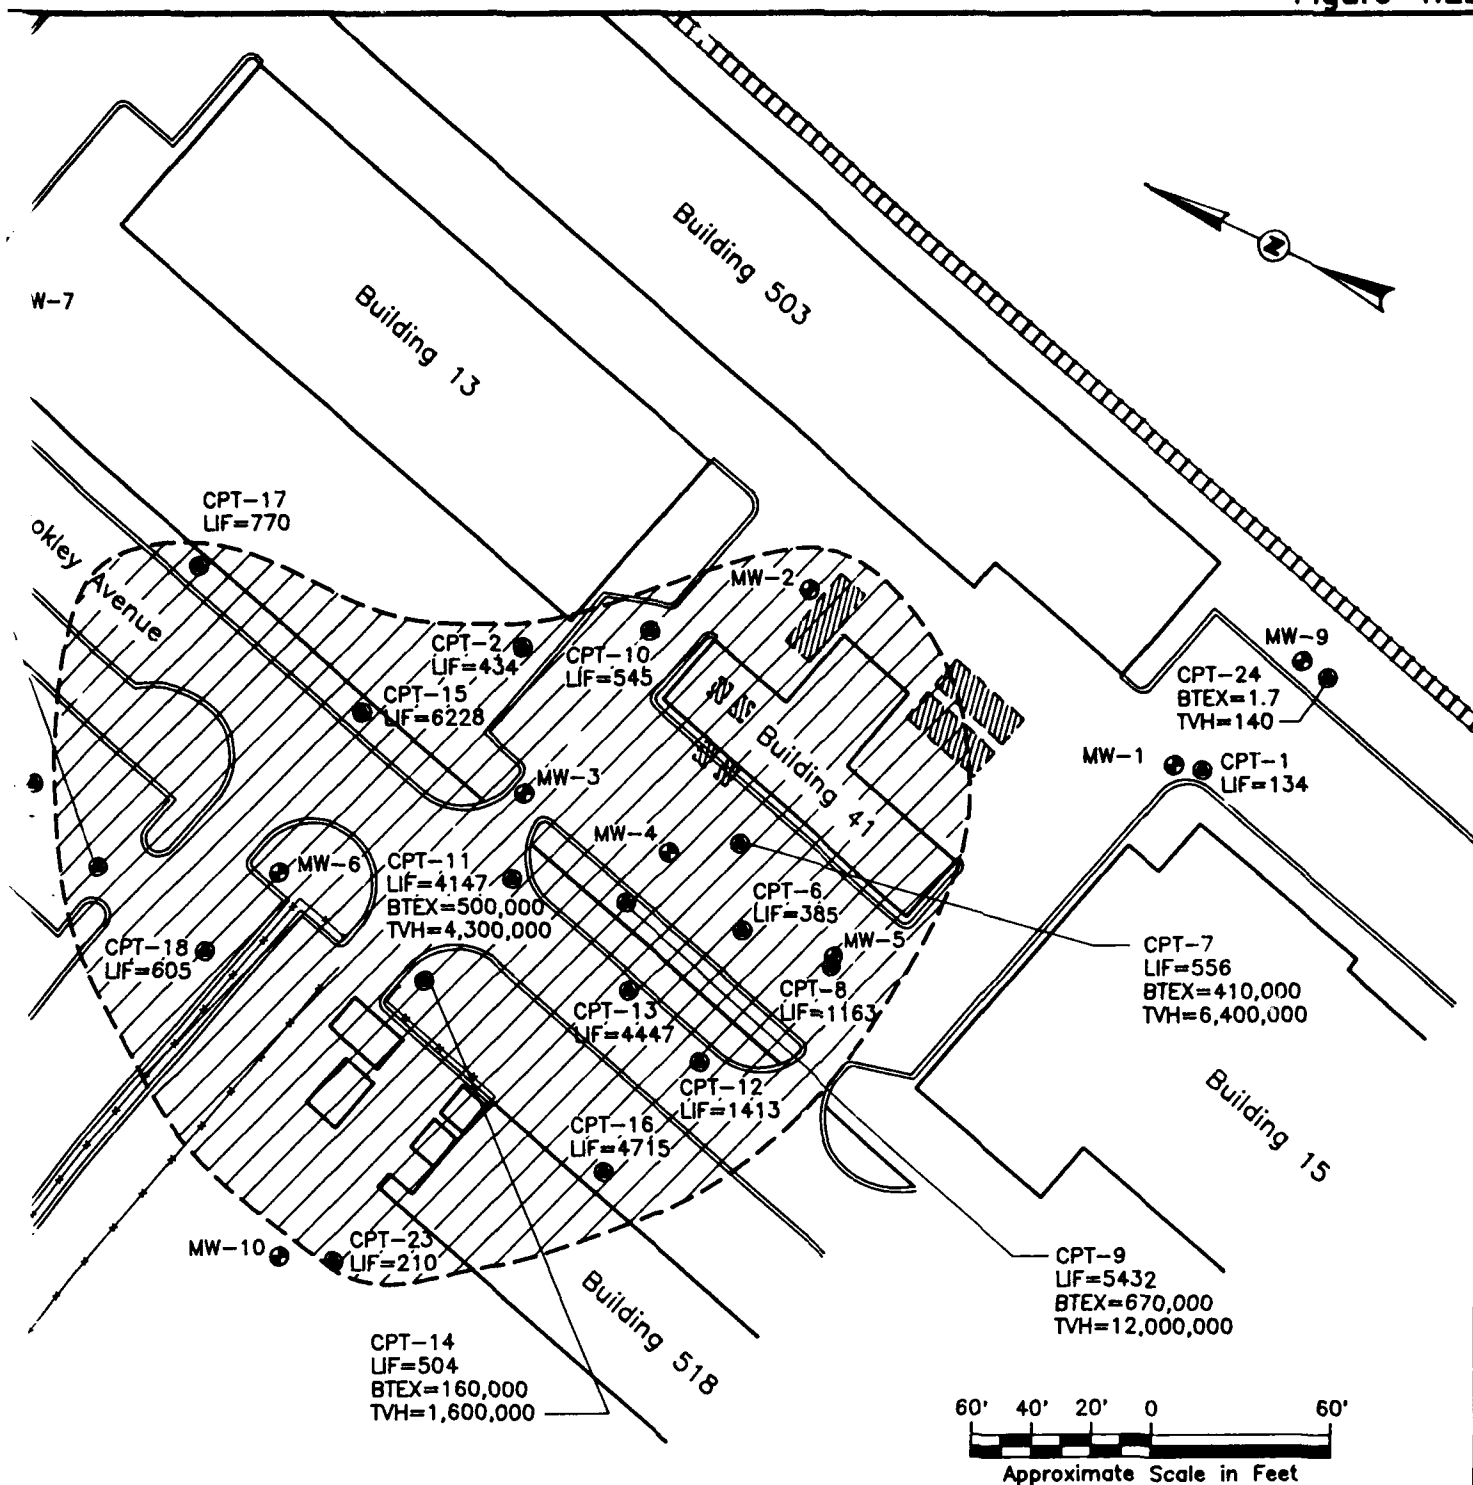 Building 503
Building 13
N
W-7
CPT-17
LIF=770
okley Avenue
MW-2
CPT-2
LIF=434
CPT-10
LIF=545
CPT-15
LIF=6228
Building 41
MW-9
CPT-24
BTEX=1.7
TVH=140
MW-1
CPT-1
LIF=134
MW-3
MW-4
MW-6
CPT-11
LIF=4147
BTEX=500,000
TVH=4,300,000
CPT-6
LIF=385
MW-5
CPT-18
LIF=605
CPT-7
LIF=556
BTEX=410,000
TVH=6,400,000
CPT-8
LIF=1163
CPT-13
LIF=4447
CPT-12
LIF=1413
CPT-16
LIF=4715
Building 15
MW-10
CPT-23
LIF=210
CPT-9
LIF=5432
BTEX=670,000
TVH=12,000,000
Building 518
CPT-14
LIF=504
BTEX=160,000
TVH=1,600,000
60' 40' 20' 0 60'
Approximate Scale in Feet